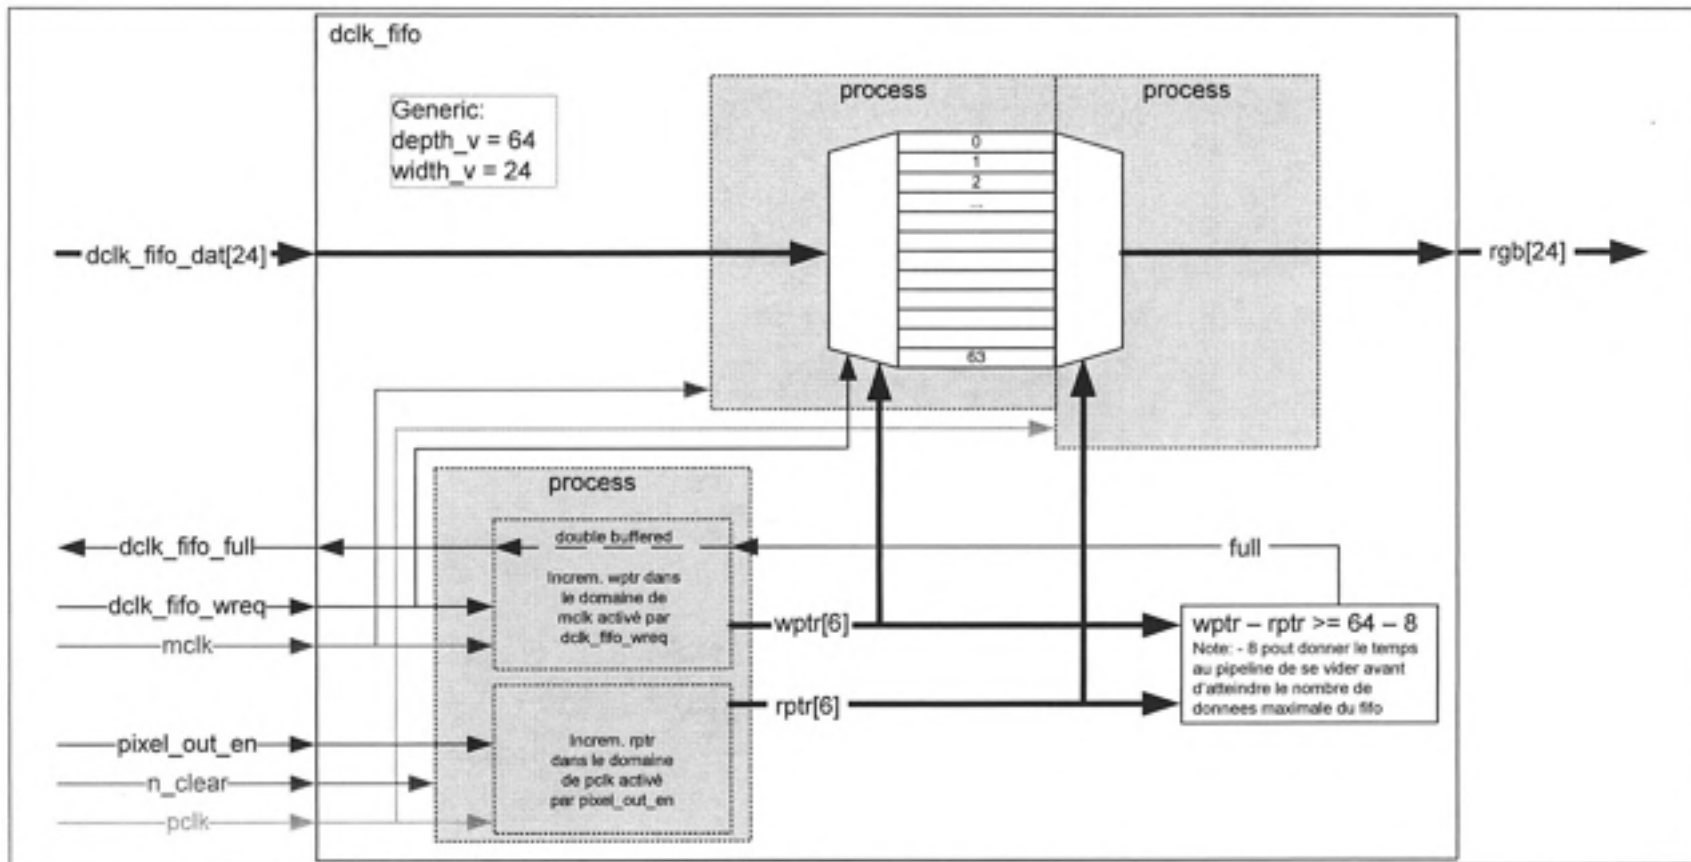 dclk_fifo
Generic:
depth_v = 64
width_v = 24
process
process
0
1
2
...
63
dclk_fifo_dat[24]
rgb[24]
process
double buffered
Increm. wptr dans
le domaine de
mclk activé par
dclk_fifo_wreq
dclk_fifo_full
dclk_fifo_wreq
mclk
full
wptr[6]
wptr – rptr >= 64 – 8
Note: - 8 pout donner le temps
au pipeline de se vider avant
d'atteindre le nombre de
donnees maximale du fifo
rptr[6]
Increm. rptr
dans le domaine
de pclk activé
par pixel_out_en
pixel_out_en
n_clear
pclk